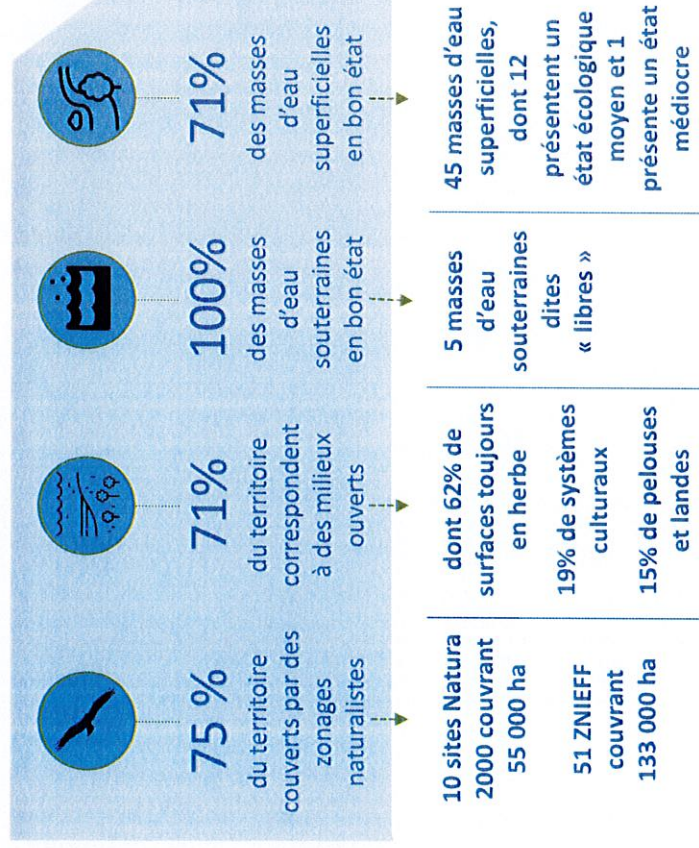 75 %
du territoire
couverts par des
zonages
naturalistes
10 sites Natura
2000 couvrant
55 000 ha
51 ZNIEFF
couvrant
133 000 ha
71%
du territoire
correspondent
à des milieux
ouverts
dont 62% de
surfaces toujours
en herbe
19% de systèmes
culturaux
15% de pelouses
et landes
100%
des masses
d'eau
souterraines
en bon état
5 masses
d'eau
souterraines
dites
« libres »
71%
des masses
d'eau
superficielles
en bon état
45 masses d'eau
superficielles,
dont 12
présentent un
état écologique
moyen et 1
présente un état
médiocre